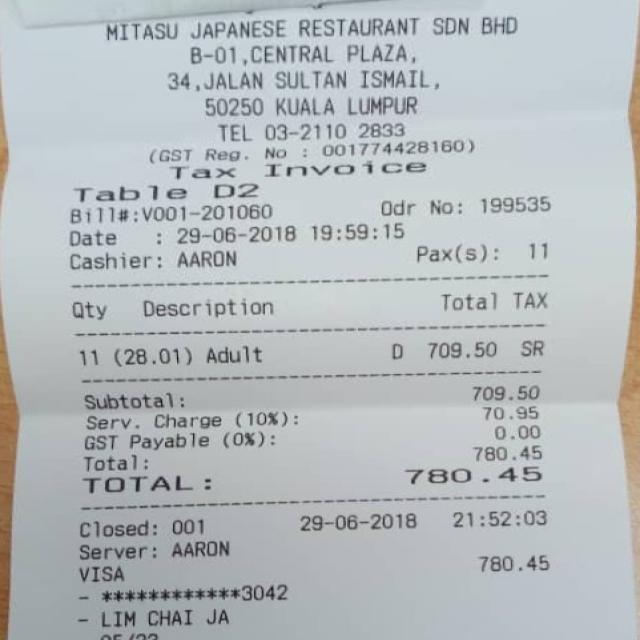 MITASU JAPANESE RESTAURANT SDN BHD
B-01,CENTRAL PLAZA,
34,JALAN SULTAN ISMAIL,
50250 KUALA LUMPUR
TEL 03-2110 2833
(GST Reg. No : 001774428160)
Tax Invoice
Table D2
Bill#:V001-201060 Odr No: 199535
Date : 29-06-2018 19:59:15
Cashier: AARON Pax(s): 11
Qty Description Total TAX
11 (28.01) Adult D 709.50 SR
Subtotal: 709.50
Serv. Charge (10%): 70.95
GST Payable (0%): 0.00
Total: 780.45
TOTAL: 780.45
Closed: 001 29-06-2018 21:52:03
Server: AARON
VISA 780.45
- ************3042
- LIM CHAI JA